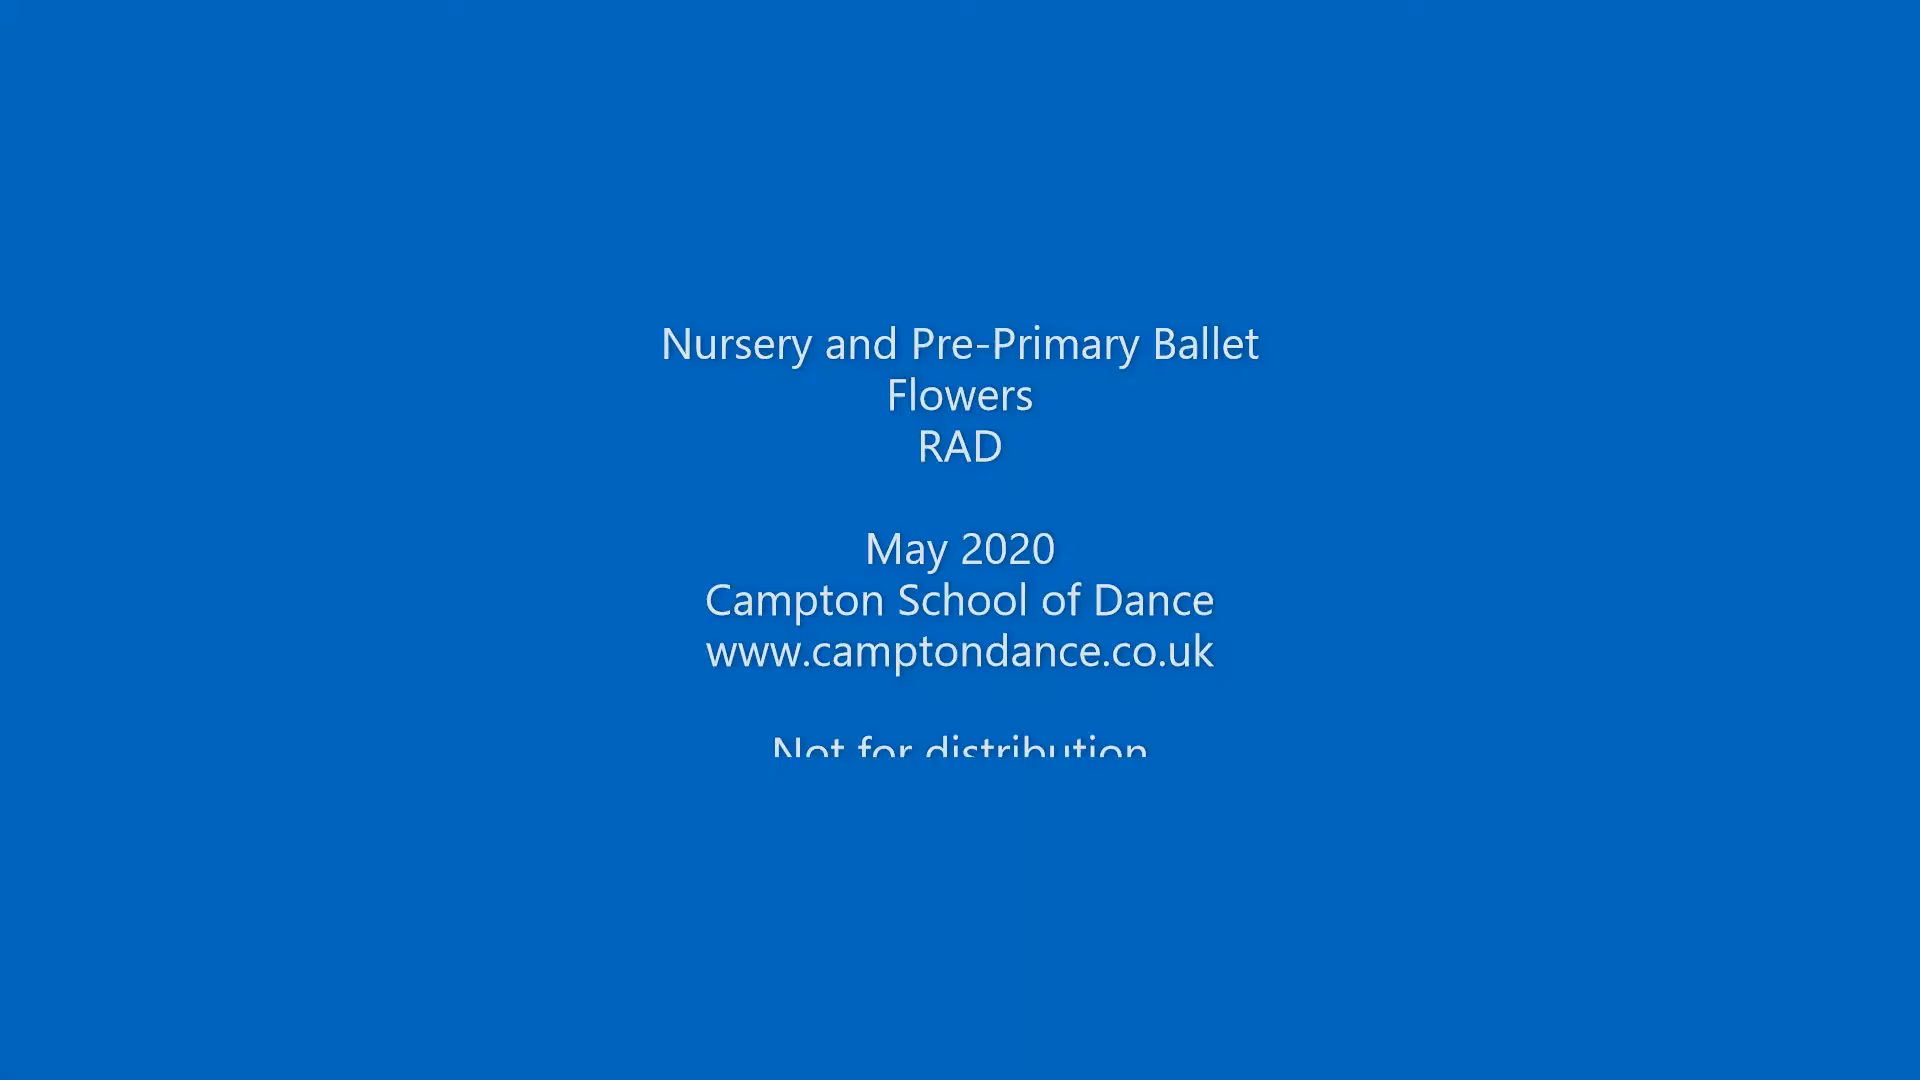 Nursery and Pre-Primary Ballet
Flowers
RAD
May 2020
Campton School of Dance
www.camptondance.co.uk
Not for distribution